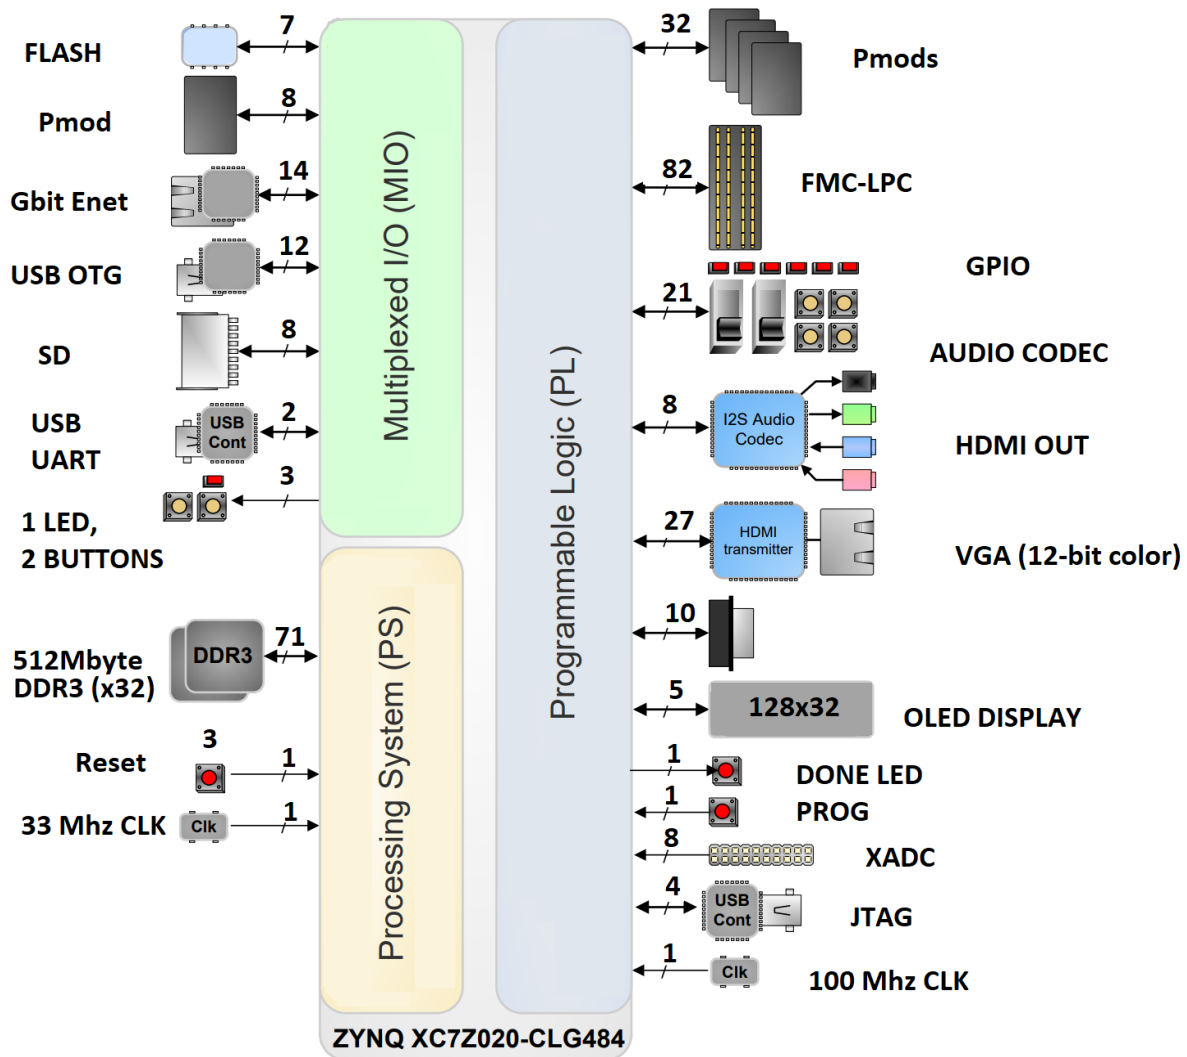 FLASH
7
Pmod
8
Gbit Enet
14
USB OTG
12
SD
8
USB
UART
USB
Cont
2
1 LED,
2 BUTTONS
3
512Mbyte
DDR3 (x32)
DDR3
71
Reset
3
1
33 Mhz CLK
Clk
1
Multiplexed I/O (MIO)
Processing System (PS)
Programmable Logic (PL)
ZYNQ XC7Z020-CLG484
32
Pmods
82
FMC-LPC
GPIO
21
AUDIO CODEC
8
I2S Audio
Codec
HDMI OUT
27
HDMI
transmitter
VGA (12-bit color)
10
5
128x32
OLED DISPLAY
1
DONE LED
1
PROG
8
XADC
4
USB
Cont
JTAG
1
Clk
100 Mhz CLK